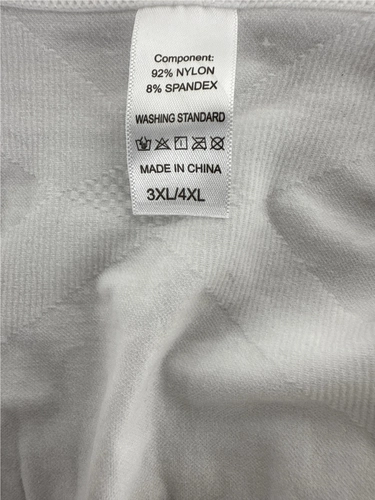 Component:
92% NYLON
8% SPANDEX
WASHING STANDARD
MADE IN CHINA
3XL/4XL